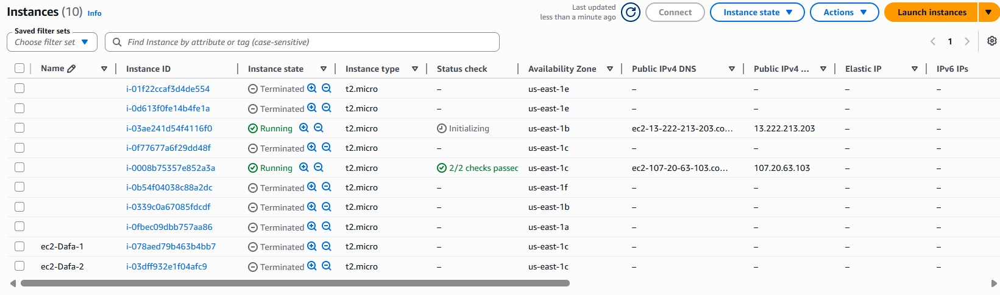 Instances (10) Info
Last updated
less than a minute ago
Connect Instance state Actions Launch instances
Saved filter sets
Choose filter set Find Instance by attribute or tag (case-sensitive) 1
Name Instance ID Instance state Instance type Status check Availability Zone Public IPv4 DNS Public IPv4 ... Elastic IP IPv6 IPs
i-01f22ccaf3d4de554 Terminated t2.micro – us-east-1e – – – –
i-0d613f0fe14b4fe1a Terminated t2.micro – us-east-1e – – – –
i-03ae241d54f4116f0 Running t2.micro Initializing us-east-1b ec2-13-222-213-203.co... 13.222.213.203 – –
i-0f77677a6f29dd48f Terminated t2.micro – us-east-1c – – – –
i-0008b75357e852a3a Running t2.micro 2/2 checks passec us-east-1c ec2-107-20-63-103.co... 107.20.63.103 – –
i-0b54f04038c88a2dc Terminated t2.micro – us-east-1f – – – –
i-0339c0a67085fdcdf Terminated t2.micro – us-east-1b – – – –
i-0fbec09dbb757aa86 Terminated t2.micro – us-east-1a – – – –
ec2-Dafa-1 i-078aed79b463b4bb7 Terminated t2.micro – us-east-1c – – – –
ec2-Dafa-2 i-03dff932e1f04afc9 Terminated t2.micro – us-east-1c – – – –